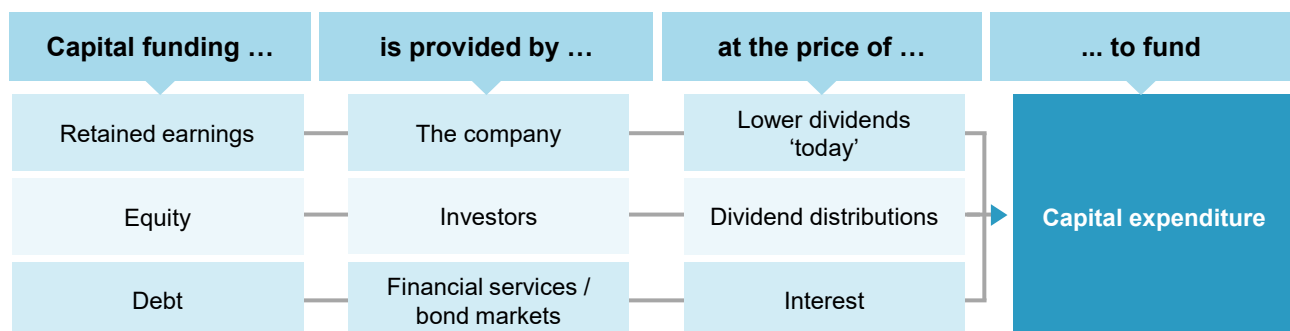 Capital funding …
is provided by …
at the price of …
... to fund
Retained earnings
The company
Lower dividends
‘today’
Equity
Investors
Dividend distributions
Capital expenditure
Debt
Financial services /
bond markets
Interest